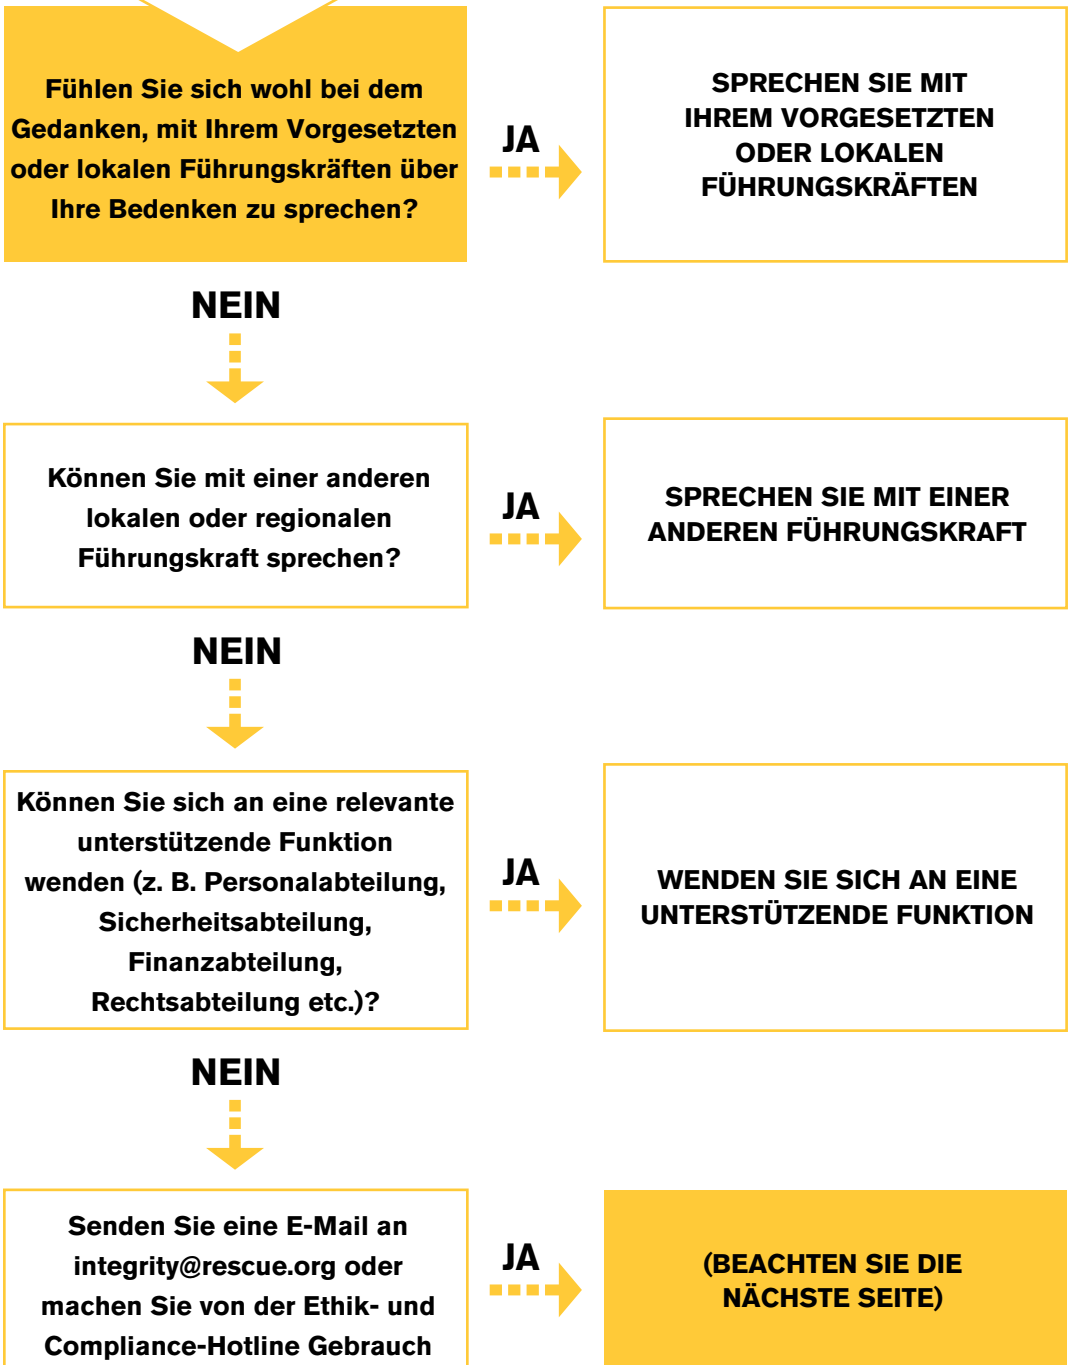 Fühlen Sie sich wohl bei dem
Gedanken, mit Ihrem Vorgesetzten
oder lokalen Führungskräften über
Ihre Bedenken zu sprechen?
JA
SPRECHEN SIE MIT
IHREM VORGESETZTEN
ODER LOKALEN
FÜHRUNGSKRÄFTEN
NEIN
Können Sie mit einer anderen
lokalen oder regionalen
Führungskraft sprechen?
JA
SPRECHEN SIE MIT EINER
ANDEREN FÜHRUNGSKRAFT
NEIN
Können Sie sich an eine relevante
unterstützende Funktion
wenden (z. B. Personalabteilung,
Sicherheitsabteilung,
Finanzabteilung,
Rechtsabteilung etc.)?
JA
WENDEN SIE SICH AN EINE
UNTERSTÜTZENDE FUNKTION
NEIN
Senden Sie eine E-Mail an
integrity@rescue.org oder
machen Sie von der Ethik- und
Compliance-Hotline Gebrauch
JA
(BEACHTEN SIE DIE
NÄCHSTE SEITE)